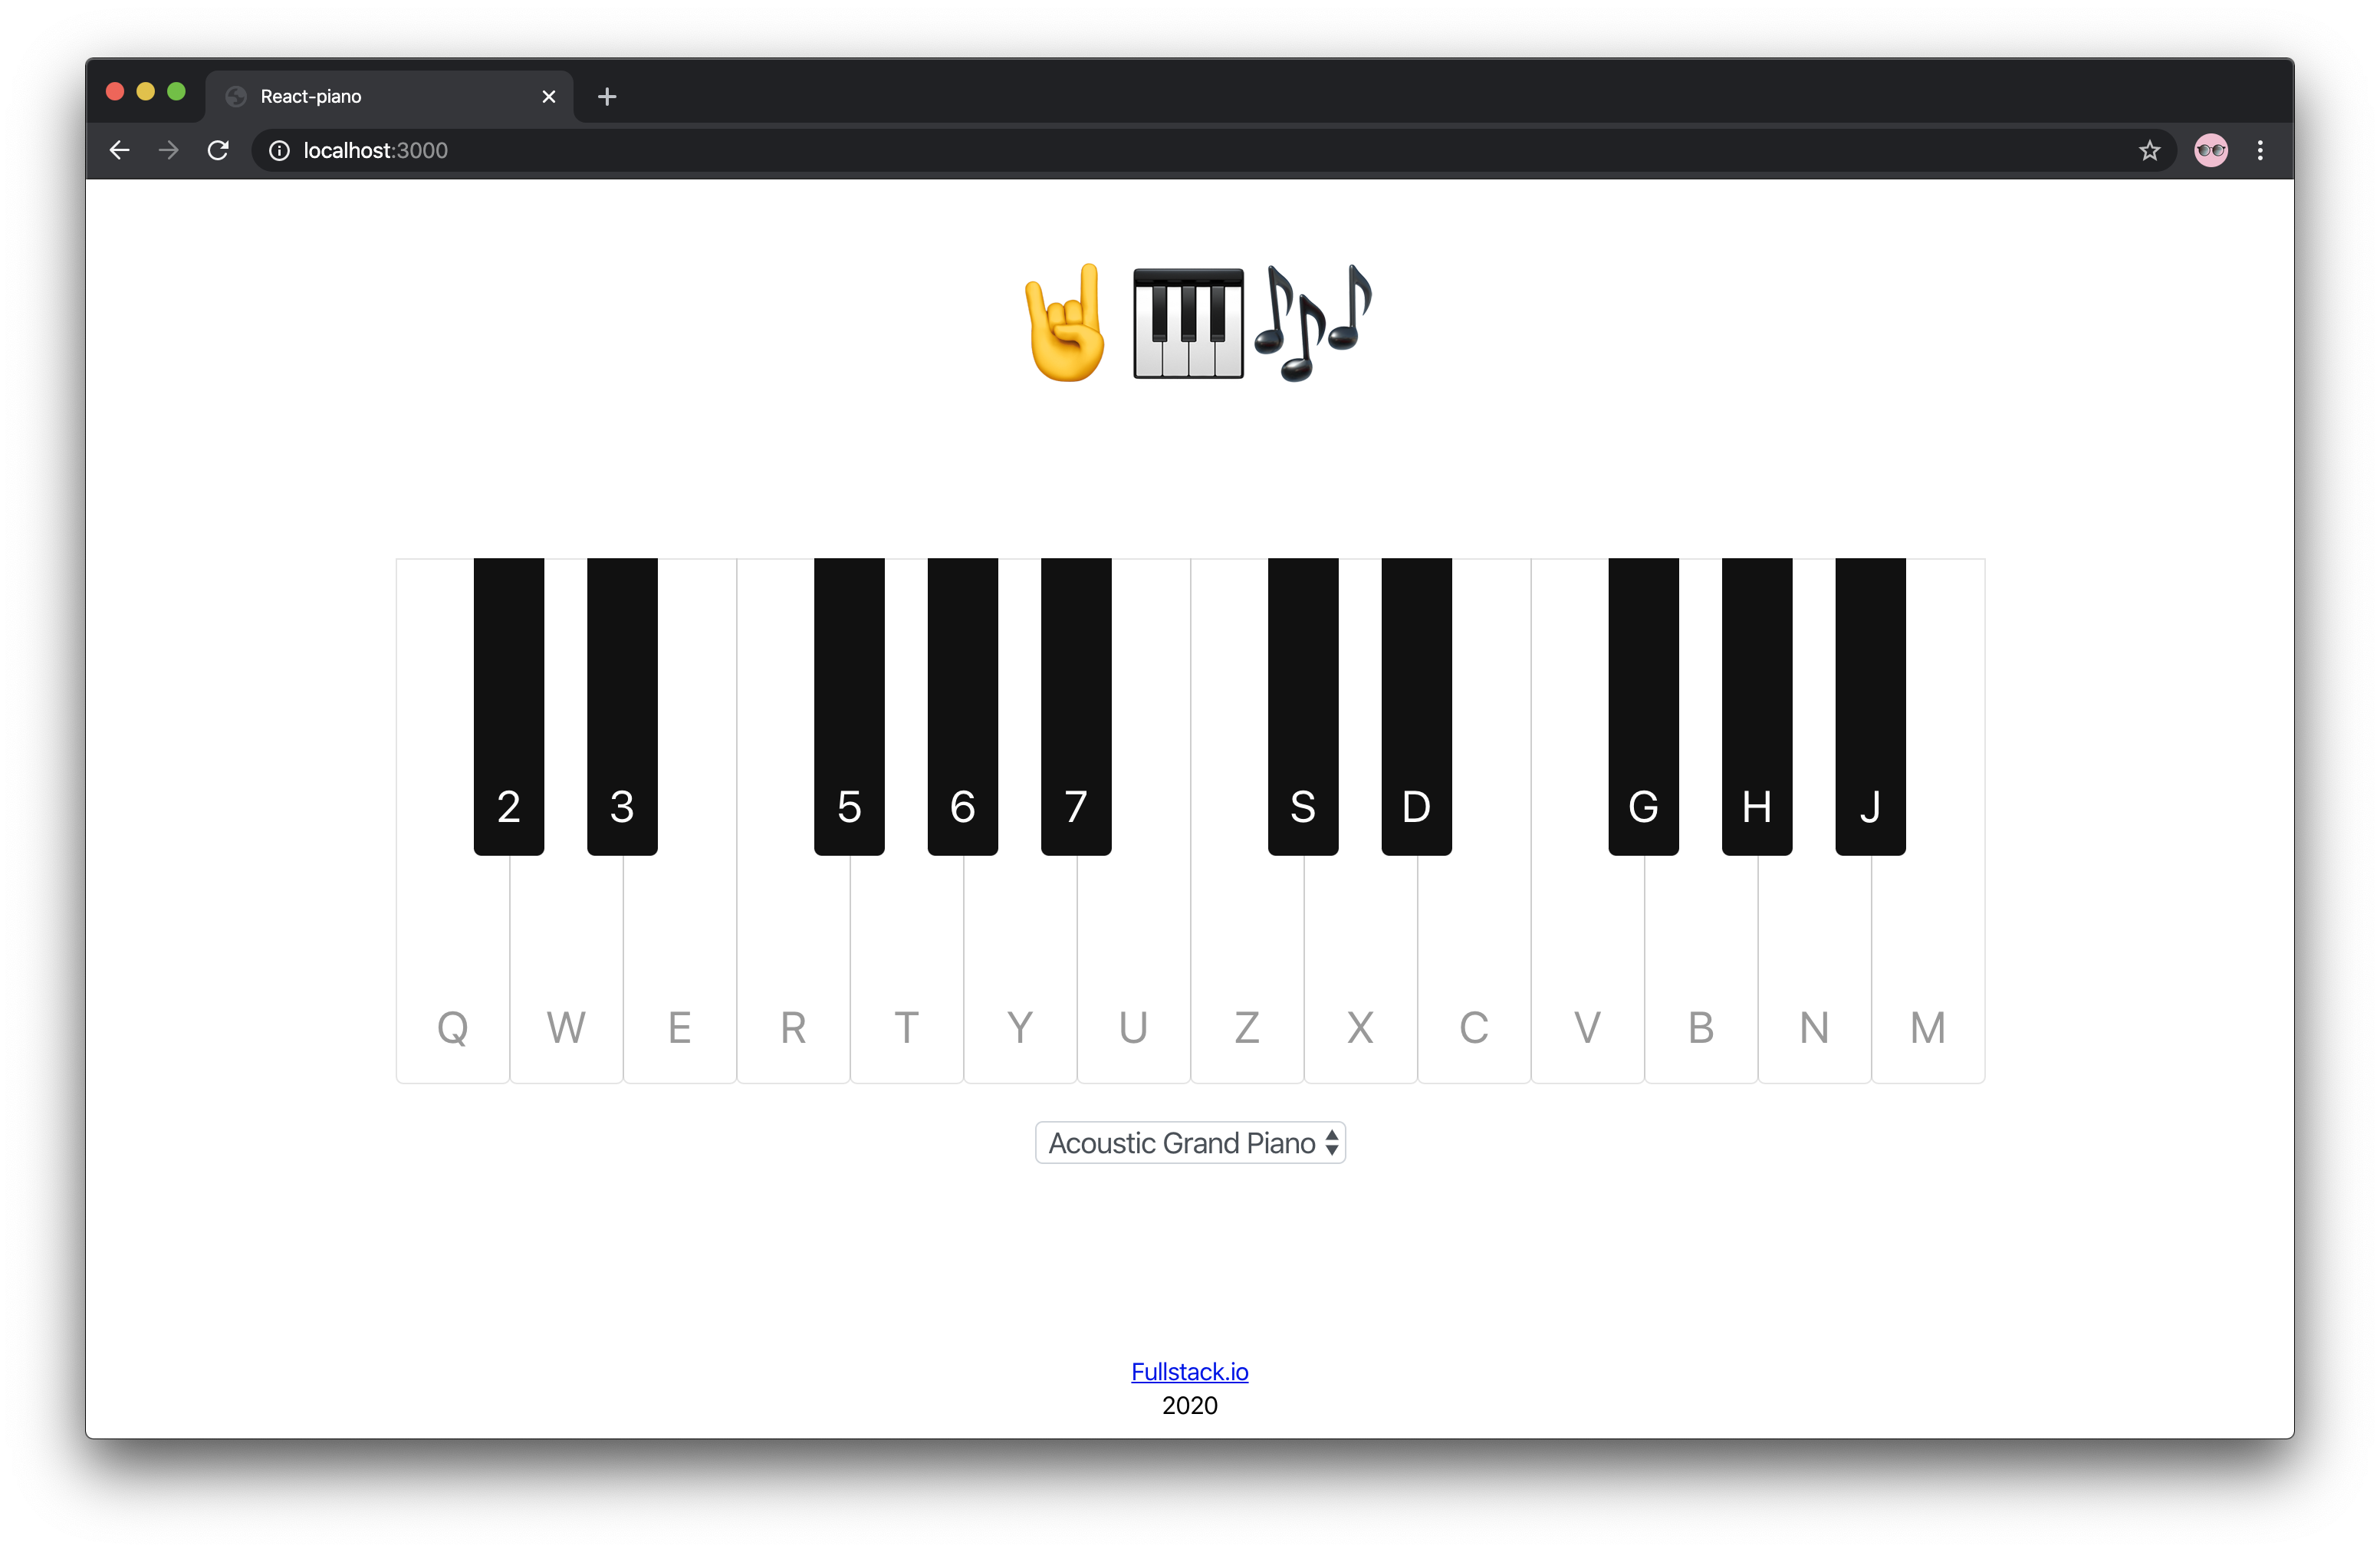 React-piano
localhost:3000
2 3 5 6 7 S D G H J
Q W E R T Y U Z X C V B N M
Acoustic Grand Piano
Fullstack.io
2020